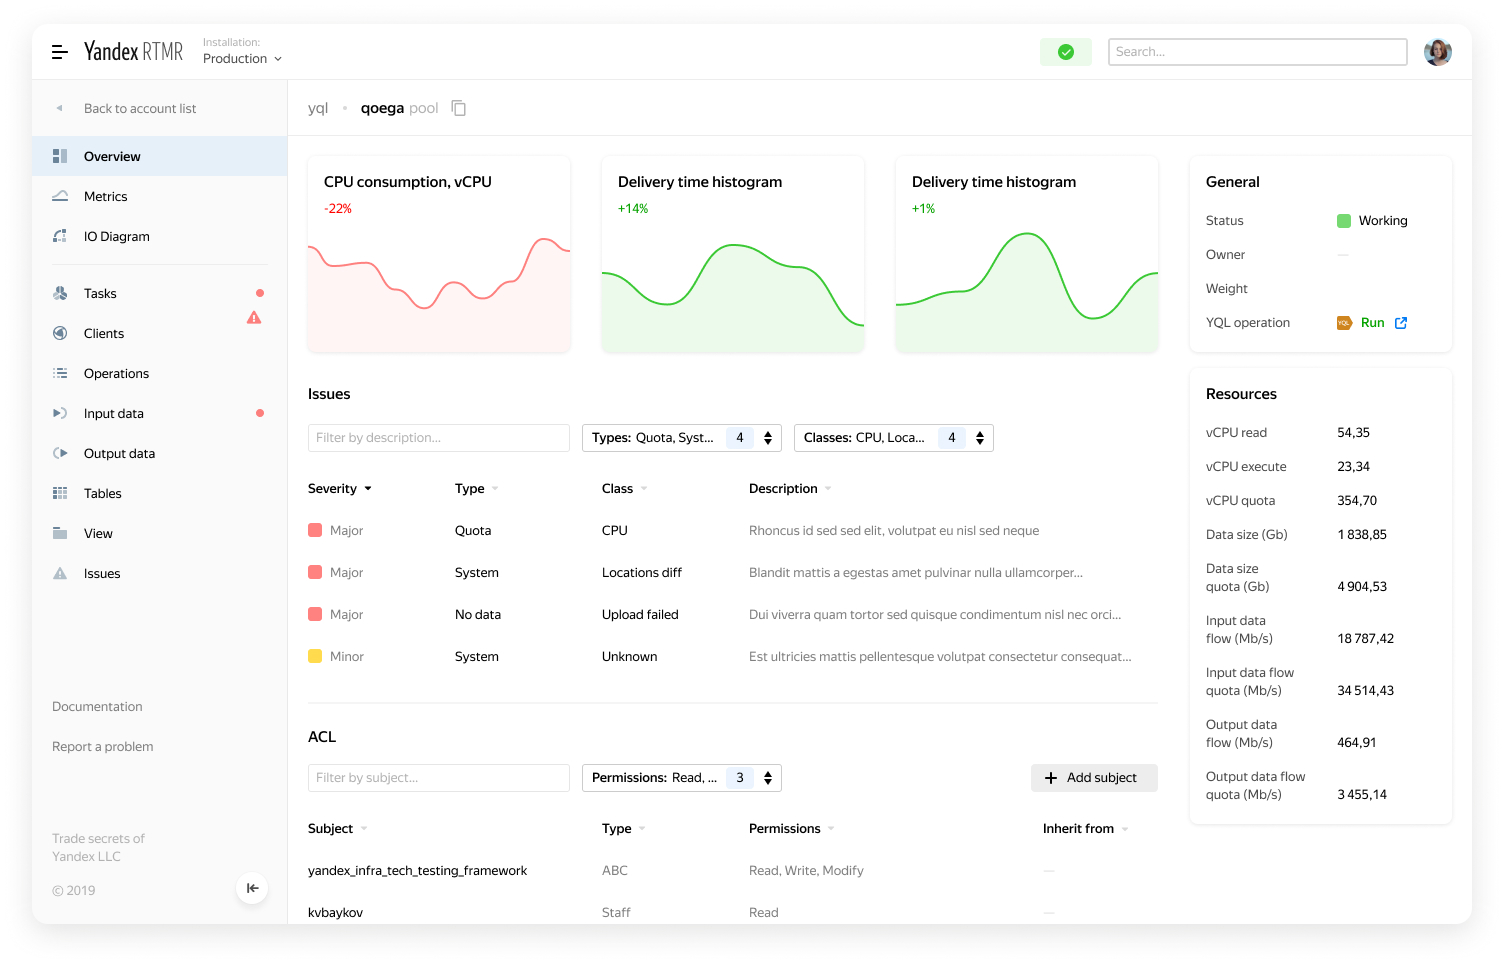 Yandex RTMR
Installation:
Production
Search...
Back to account list
Overview
Metrics
IO Diagram
Tasks
Clients
Operations
Input data
Output data
Tables
View
Issues
Documentation
Report a problem
Trade secrets of
Yandex LLC
© 2019
yql • qoega pool
CPU consumption, vCPU
-22%
Delivery time histogram
+14%
Delivery time histogram
+1%
Issues
Filter by description...
Types: Quota, Syst... 4
Classes: CPU, Loca... 4
Severity Type Class Description
Major Quota CPU Rhoncus id sed sed elit, volutpat eu nisl sed neque
Major System Locations diff Blandit mattis a egestas amet pulvinar nulla ullamcorper...
Major No data Upload failed Dui viverra quam tortor sed quisque condimentum nisl nec orci...
Minor System Unknown Est ultricies mattis pellentesque volutpat consectetur consequat...
ACL
Filter by subject...
Permissions: Read, ... 3
Add subject
Subject Type Permissions Inherit from
yandex_infra_tech_testing_framework ABC Read, Write, Modify —
kvbaykov Staff Read —
General
Status Working
Owner —
Weight
YQL operation YQL Run
Resources
vCPU read 54,35
vCPU execute 23,34
vCPU quota 354,70
Data size (Gb) 1 838,85
Data size
quota (Gb) 4 904,53
Input data
flow (Mb/s) 18 787,42
Input data flow
quota (Mb/s) 34 514,43
Output data
flow (Mb/s) 464,91
Output data flow
quota (Mb/s) 3 455,14